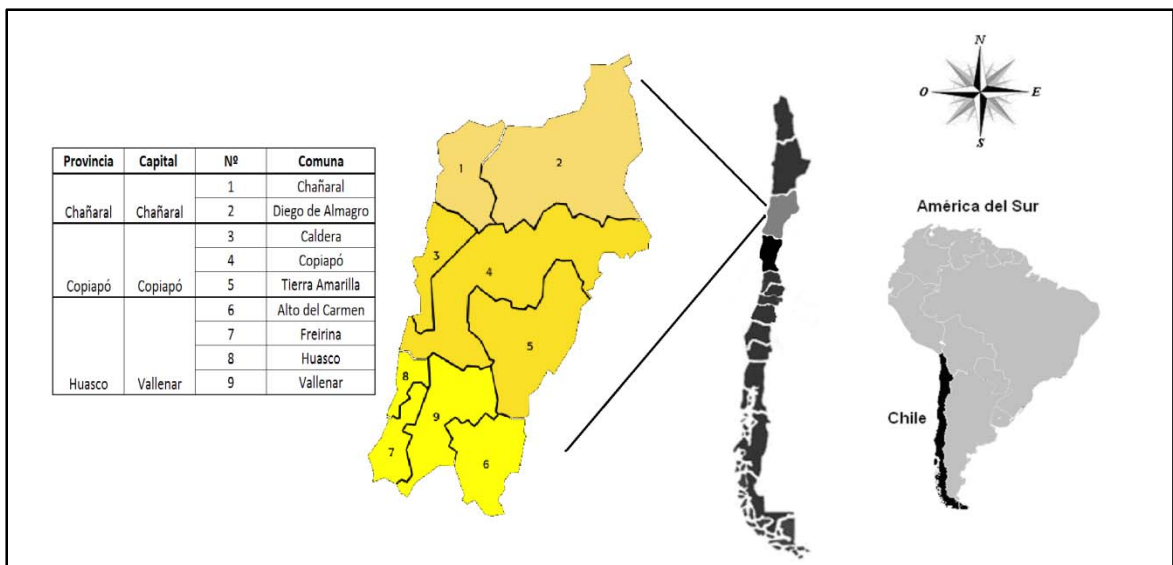 Provincia Capital Nº Comuna
Chañaral Chañaral 1 Chañaral
2 Diego de Almagro
Copiapó Copiapó 3 Caldera
4 Copiapó
5 Tierra Amarilla
Huasco Vallenar 6 Alto del Carmen
7 Freirina
8 Huasco
9 Vallenar
1
2
3
4
5
8
9
7
6
N
O E
S
América del Sur
Chile